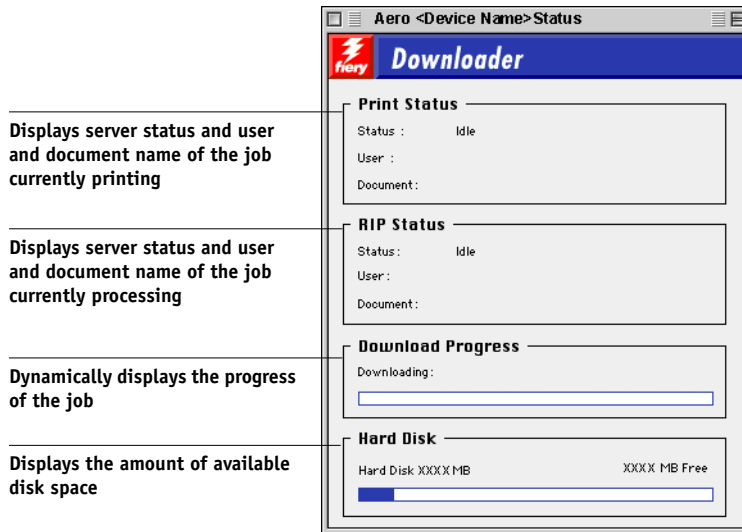 Aero <Device Name>Status
fiery
Downloader
Displays server status and user
and document name of the job
currently printing
Print Status
Status : Idle
User :
Document:
Displays server status and user
and document name of the job
currently processing
RIP Status
Status: Idle
User:
Document:
Dynamically displays the progress
of the job
Download Progress
Downloading:
Displays the amount of available
disk space
Hard Disk
Hard Disk XXXX MB XXXX MB Free